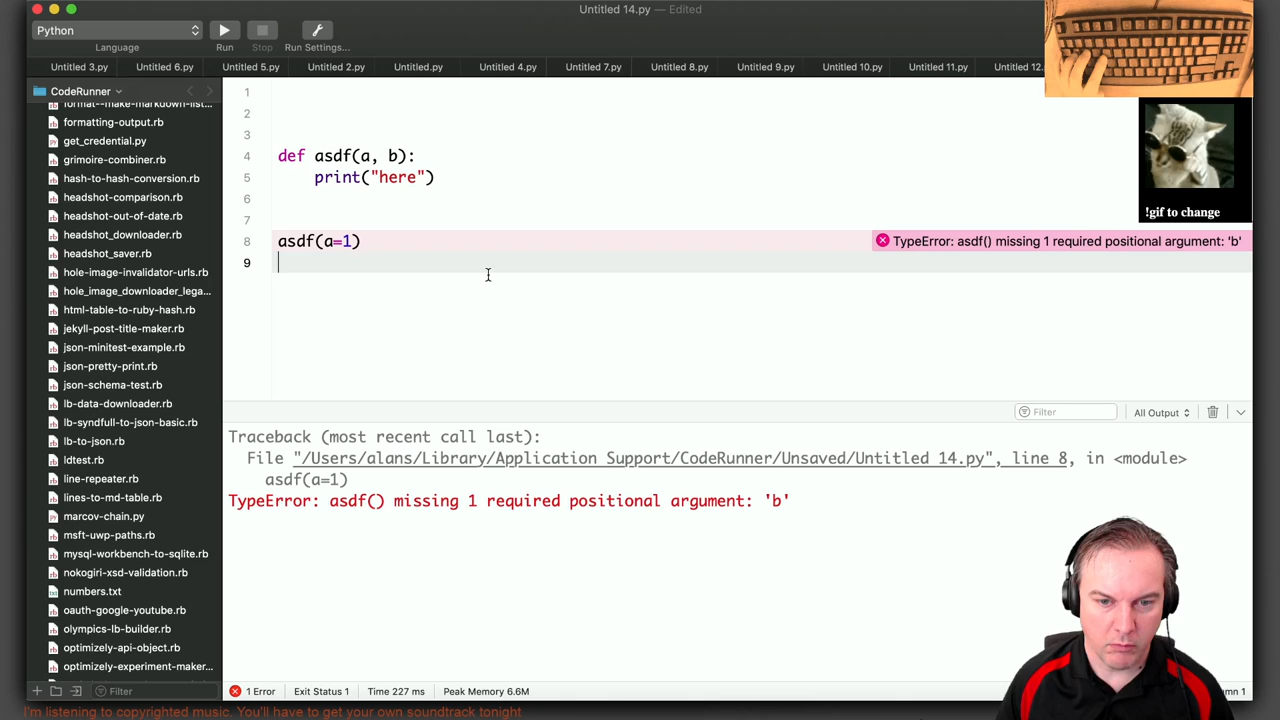 Untitled 14.py — Edited
Python
Language
Run
Stop
Run Settings...
Untitled 3.py
Untitled 6.py
Untitled 5.py
Untitled 2.py
Untitled.py
Untitled 4.py
Untitled 7.py
Untitled 8.py
Untitled 9.py
Untitled 10.py
Untitled 11.py
Untitled 12.
CodeRunner
format--make-markdown-list...
formatting-output.rb
get_credential.py
grimoire-combiner.rb
hash-to-hash-conversion.rb
headshot-comparison.rb
headshot-out-of-date.rb
headshot_downloader.rb
headshot_saver.rb
hole-image-invalidator-urls.rb
hole_image_downloader_lega...
html-table-to-ruby-hash.rb
jekyll-post-title-maker.rb
json-minitest-example.rb
json-pretty-print.rb
json-schema-test.rb
lb-data-downloader.rb
lb-syndfull-to-json-basic.rb
lb-to-json.rb
ldtest.rb
line-repeater.rb
lines-to-md-table.rb
marcov-chain.py
msft-uwp-paths.rb
mysql-workbench-to-sqlite.rb
nokogiri-xsd-validation.rb
numbers.txt
oauth-google-youtube.rb
olympics-lb-builder.rb
optimizely-api-object.rb
optimizely-experiment-maker...
Filter
1
2
3
4 def asdf(a, b):
5 print("here")
6
7
8 asdf(a=1)
TypeError: asdf() missing 1 required positional argument: 'b'
9
!gif to change
Filter
All Output
Traceback (most recent call last):
File "/Users/alans/Library/Application Support/CodeRunner/Unsaved/Untitled 14.py", line 8, in <module>
asdf(a=1)
TypeError: asdf() missing 1 required positional argument: 'b'
1 Error
Exit Status 1
Time 227 ms
Peak Memory 6.6M
umn 1
I'm listening to copyrighted music. You'll have to get your own soundtrack tonight